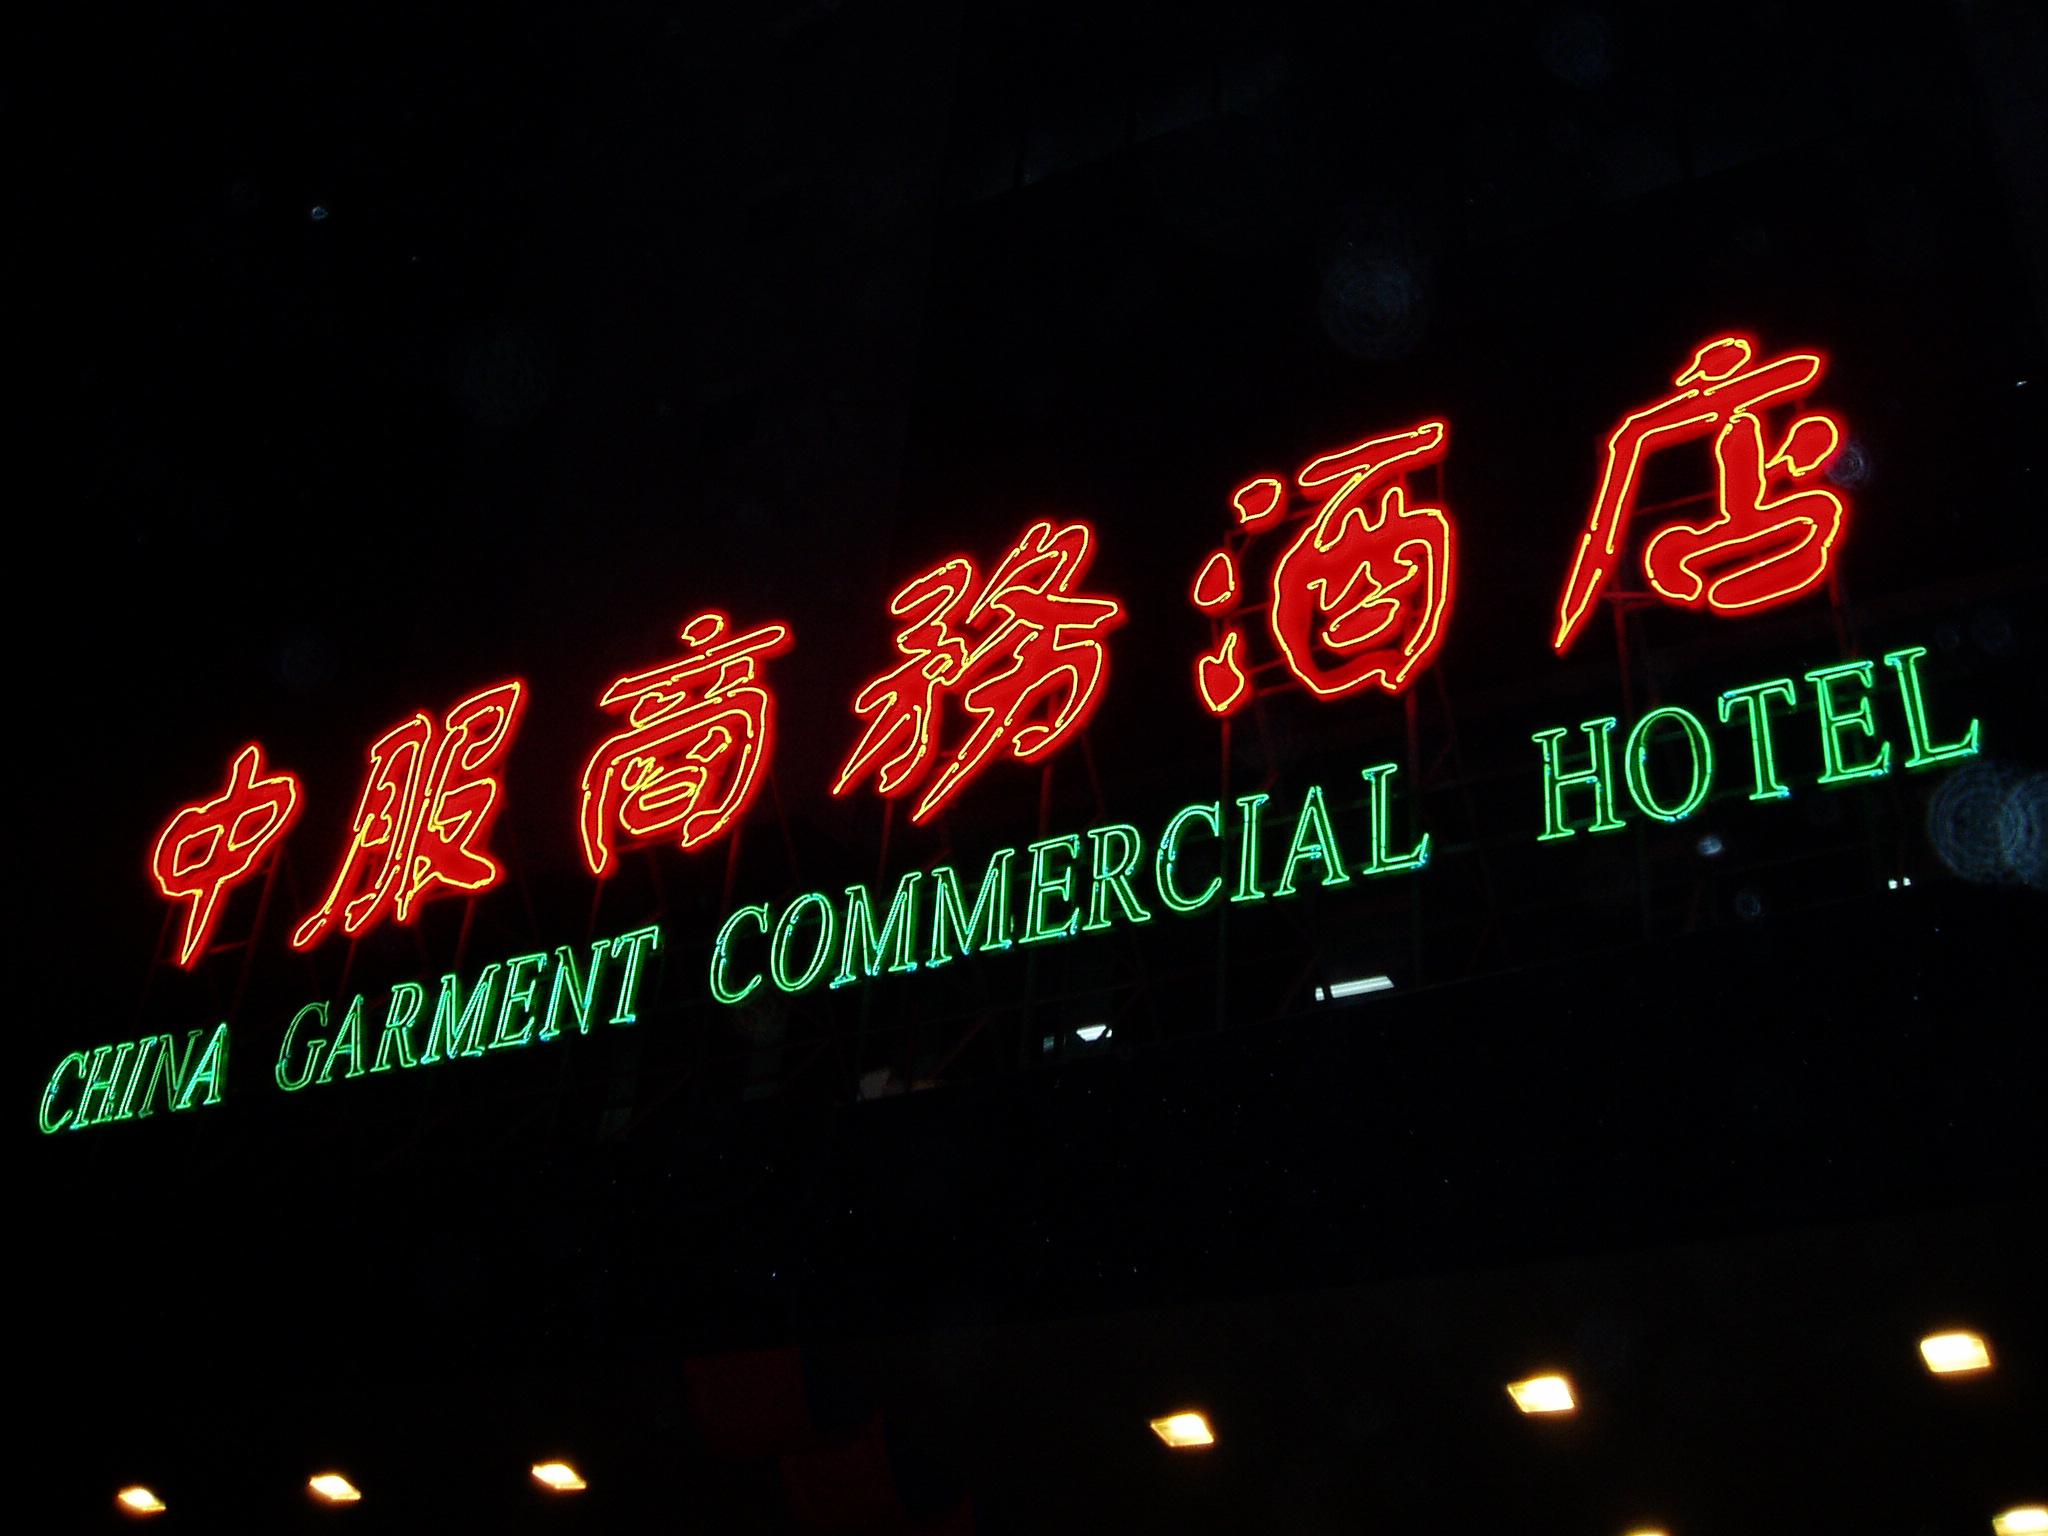 中服商務酒店
CHINA GARMENT COMMERCIAL HOTEL